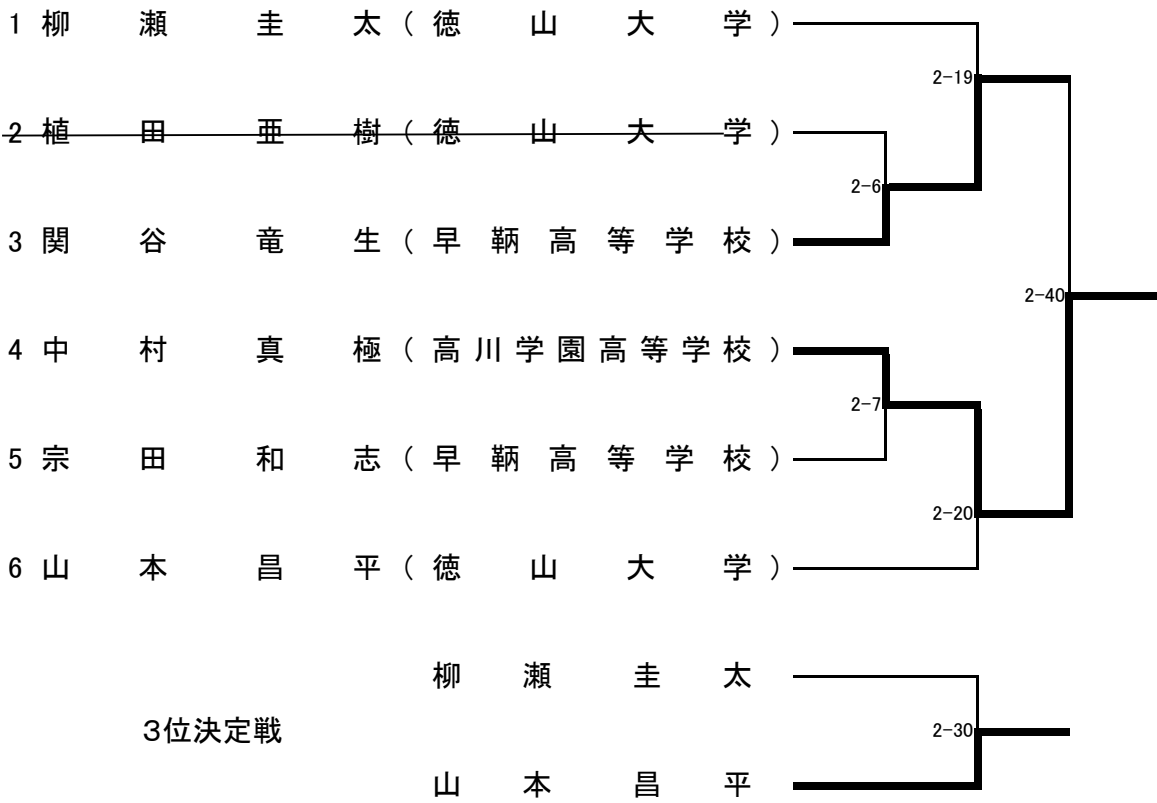 1 柳瀬圭太(徳山大学)
2-19
2 植田亜樹(徳山大学)
2-6
3 関谷竜生(早鞆高等学校)
2-40
4 中村真極(高川学園高等学校)
2-7
5 宗田和志(早鞆高等学校)
2-20
6 山本昌平(徳山大学)
柳瀬圭太
3位決定戦
2-30
山本昌平